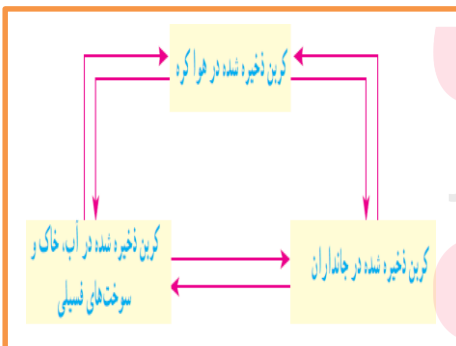 کربن ذخیره شده در هوا کره
کربن ذخیره شده در جانداران
کربن ذخیره شده در آب، خاک و
سوخت‌های فسیلی